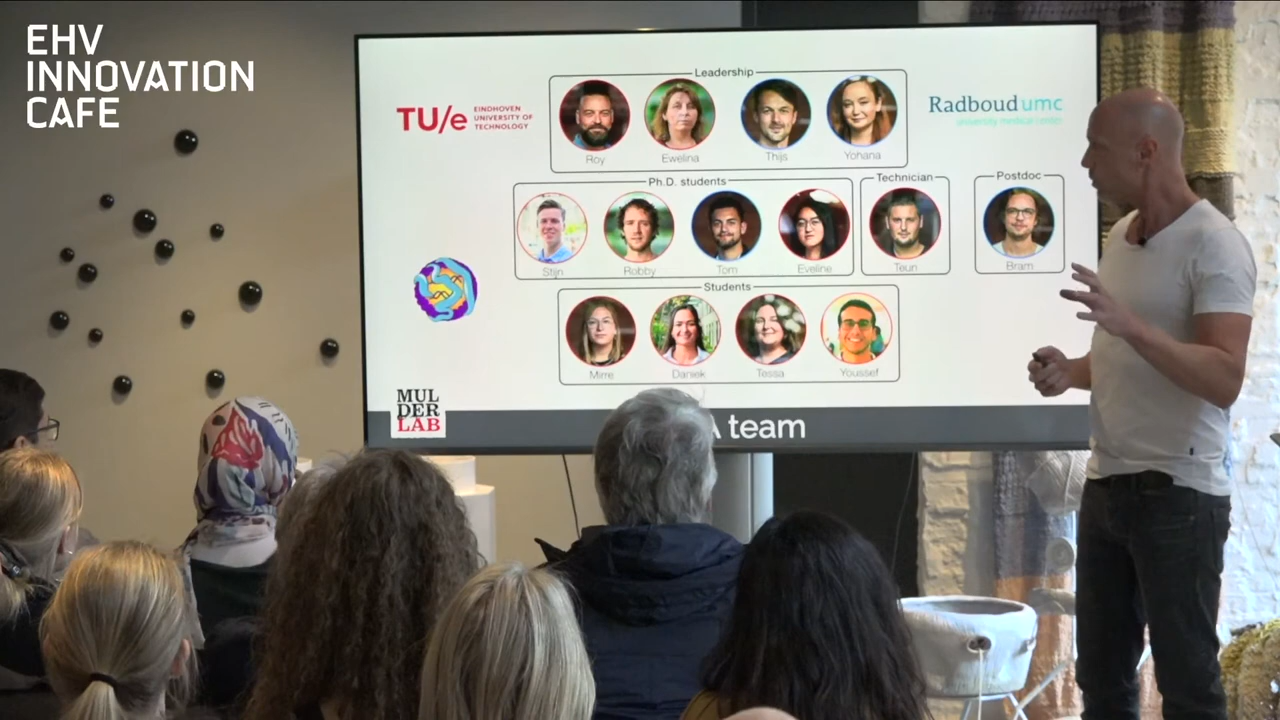 EHV
INNOVATION
CAFE
Leadership
TU/e EINDHOVEN
UNIVERSITY OF
TECHNOLOGY
Radboudumc
university medical center
Roy Ewelina Thijs Yohana
Ph.D. students Technician Postdoc
Stijn Robby Tom Eveline Teun Bram
Students
Mirre Daniek Tessa Youssef
MUL
DER
LAB
team